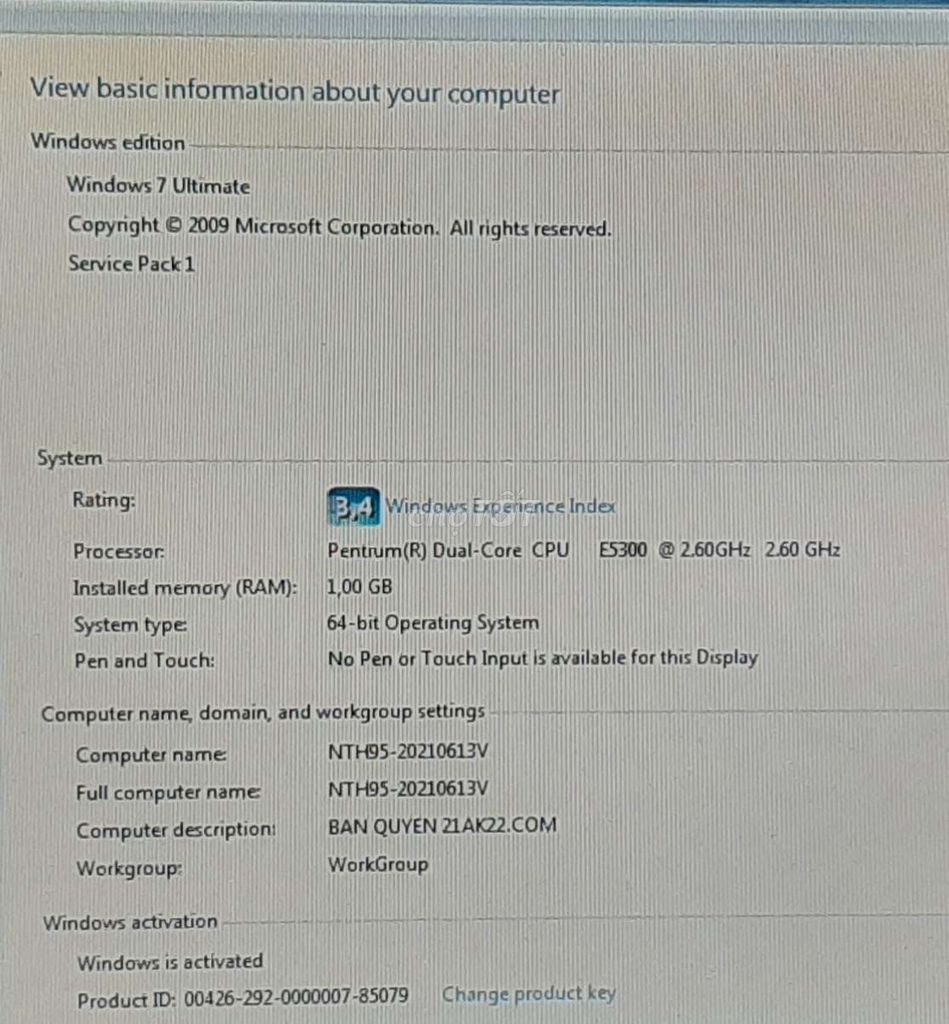 View basic information about your computer
Windows edition
Windows 7 Ultimate
Copyright © 2009 Microsoft Corporation. All rights reserved.
Service Pack 1
System
Rating: 3,4 Windows Experience Index
chợTỐT
Processor: Pentrum(R) Dual-Core CPU E5300 @ 2.60GHz 2.60 GHz
Installed memory (RAM): 1,00 GB
System type: 64-bit Operating System
Pen and Touch: No Pen or Touch Input is available for this Display
Computer name, domain, and workgroup settings
Computer name: NTH95-20210613V
Full computer name: NTH95-20210613V
Computer description: BAN QUYEN 21AK22.COM
Workgroup: WorkGroup
Windows activation
Windows is activated
Product ID: 00426-292-0000007-85079 Change product key